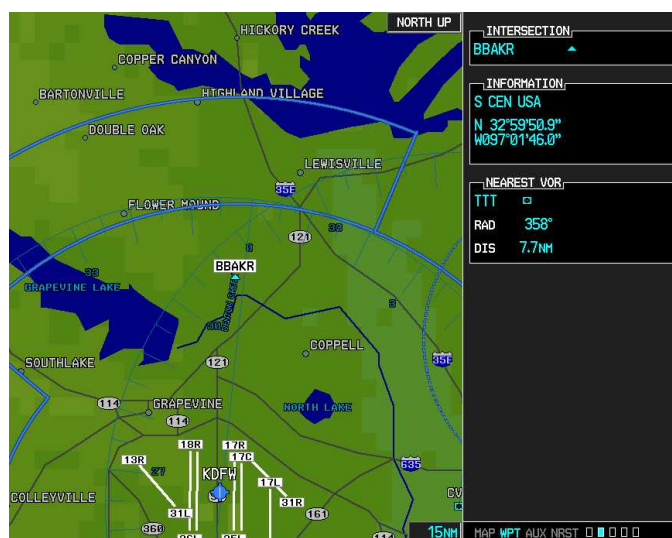 HICKORY CREEK
NORTH UP
COPPER CANYON
BARTONVILLE
HIGHLAND VILLAGE
DOUBLE OAK
LEWISVILLE
35E
FLOWER MOUND
121
BBAKR
33
GRAPEVINE LAKE
COPPELL
35E
SOUTHLAKE
121
114
GRAPEVINE
114
NORTH LAKE
18R
17R
17C
13R
27
KDFW
17L
635
31L
31R
COLLEYVILLE
360
161
CV
15NM
INTERSECTION
BBAKR
INFORMATION
S CEN USA
N 32°59'50.9"
W097°01'46.0"
NEAREST VOR
TTT
RAD 358°
DIS 7.7NM
MAP WPT AUX NRST